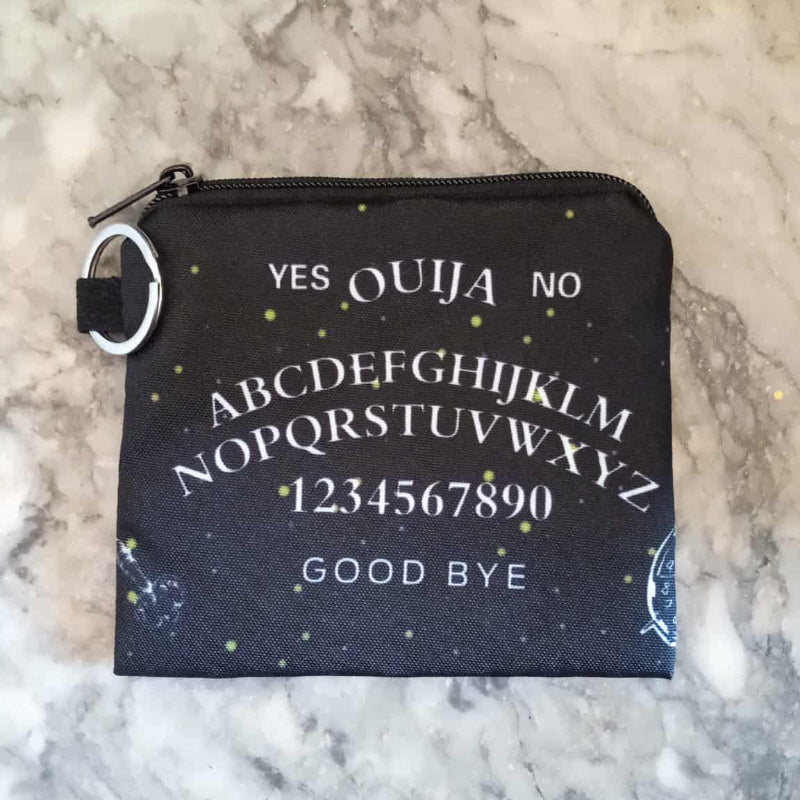 YES OUIJA NO
ABCDEFGHIJKLM
NOPQRSTUVWXYZ
1234567890
GOOD BYE